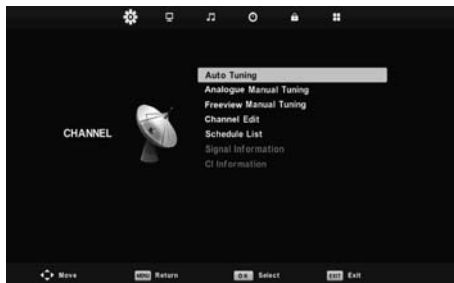 Auto Tuning
Analogue Manual Tuning
Freeview Manual Tuning
Channel Edit
CHANNEL
Schedule List
Signal Information
CI Information
Move
MENU Return
OK Select
EXIT Exit